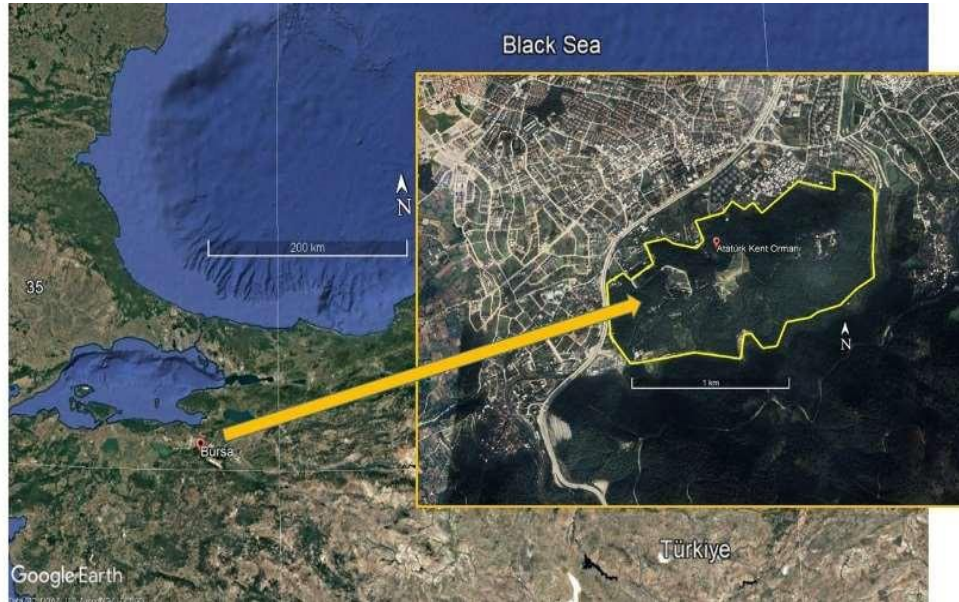 Black Sea
N
200 km
35
Atatürk Kent Ormanı
N
1 km
Bursa
Türkiye
Google Earth